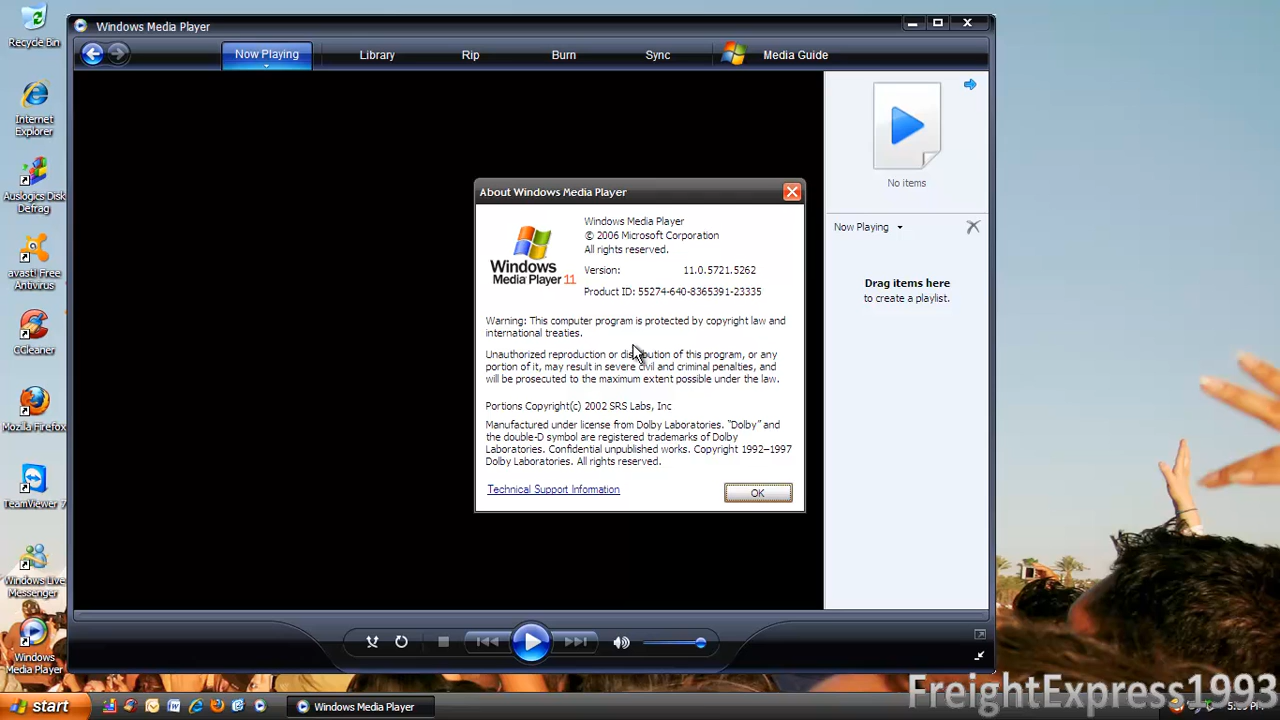 Recycle Bin
Internet
Explorer
Auslogics Disk
Defrag
avast! Free
Antivirus
CCleaner
Mozilla Firefox
TeamViewer 7
Windows Live
Messenger
Windows
Media Player
Windows Media Player
Now Playing
Library
Rip
Burn
Sync
Media Guide
No items
Now Playing
Drag items here
to create a playlist.
About Windows Media Player
Windows
Media Player 11
Windows Media Player
© 2006 Microsoft Corporation
All rights reserved.
Version: 11.0.5721.5262
Product ID: 55274-640-8365391-23335
Warning: This computer program is protected by copyright law and
international treaties.
Unauthorized reproduction or distribution of this program, or any
portion of it, may result in severe civil and criminal penalties, and
will be prosecuted to the maximum extent possible under the law.
Portions Copyright(c) 2002 SRS Labs, Inc
Manufactured under license from Dolby Laboratories. "Dolby" and
the double-D symbol are registered trademarks of Dolby
Laboratories. Confidential unpublished works. Copyright 1992–1997
Dolby Laboratories. All rights reserved.
Technical Support Information
OK
start
Windows Media Player
FreightExpress1993